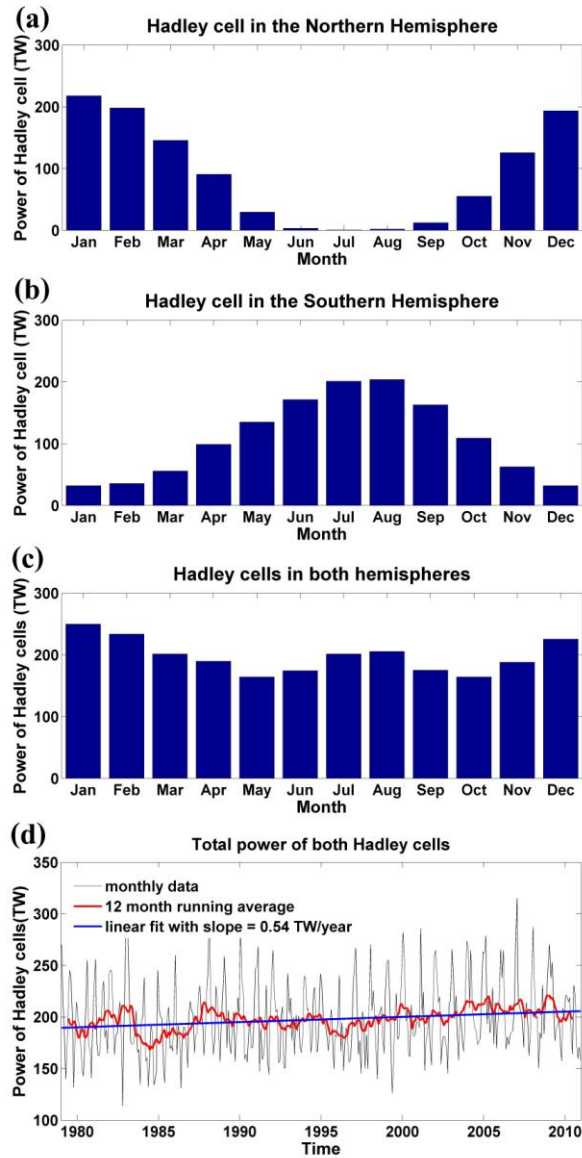 (a)
Hadley cell in the Northern Hemisphere
Power of Hadley cell (TW)
300
200
100
0
Jan Feb Mar Apr May Jun Jul Aug Sep Oct Nov Dec
Month
(b)
Hadley cell in the Southern Hemisphere
Power of Hadley cell (TW)
300
200
100
0
Jan Feb Mar Apr May Jun Jul Aug Sep Oct Nov Dec
Month
(c)
Hadley cells in both hemispheres
Power of Hadley cells (TW)
300
200
100
0
Jan Feb Mar Apr May Jun Jul Aug Sep Oct Nov Dec
Month
(d)
Total power of both Hadley cells
Power of Hadley cells(TW)
350
300
250
200
150
100
monthly data
12 month running average
linear fit with slope = 0.54 TW/year
1980 1985 1990 1995 2000 2005 2010
Time